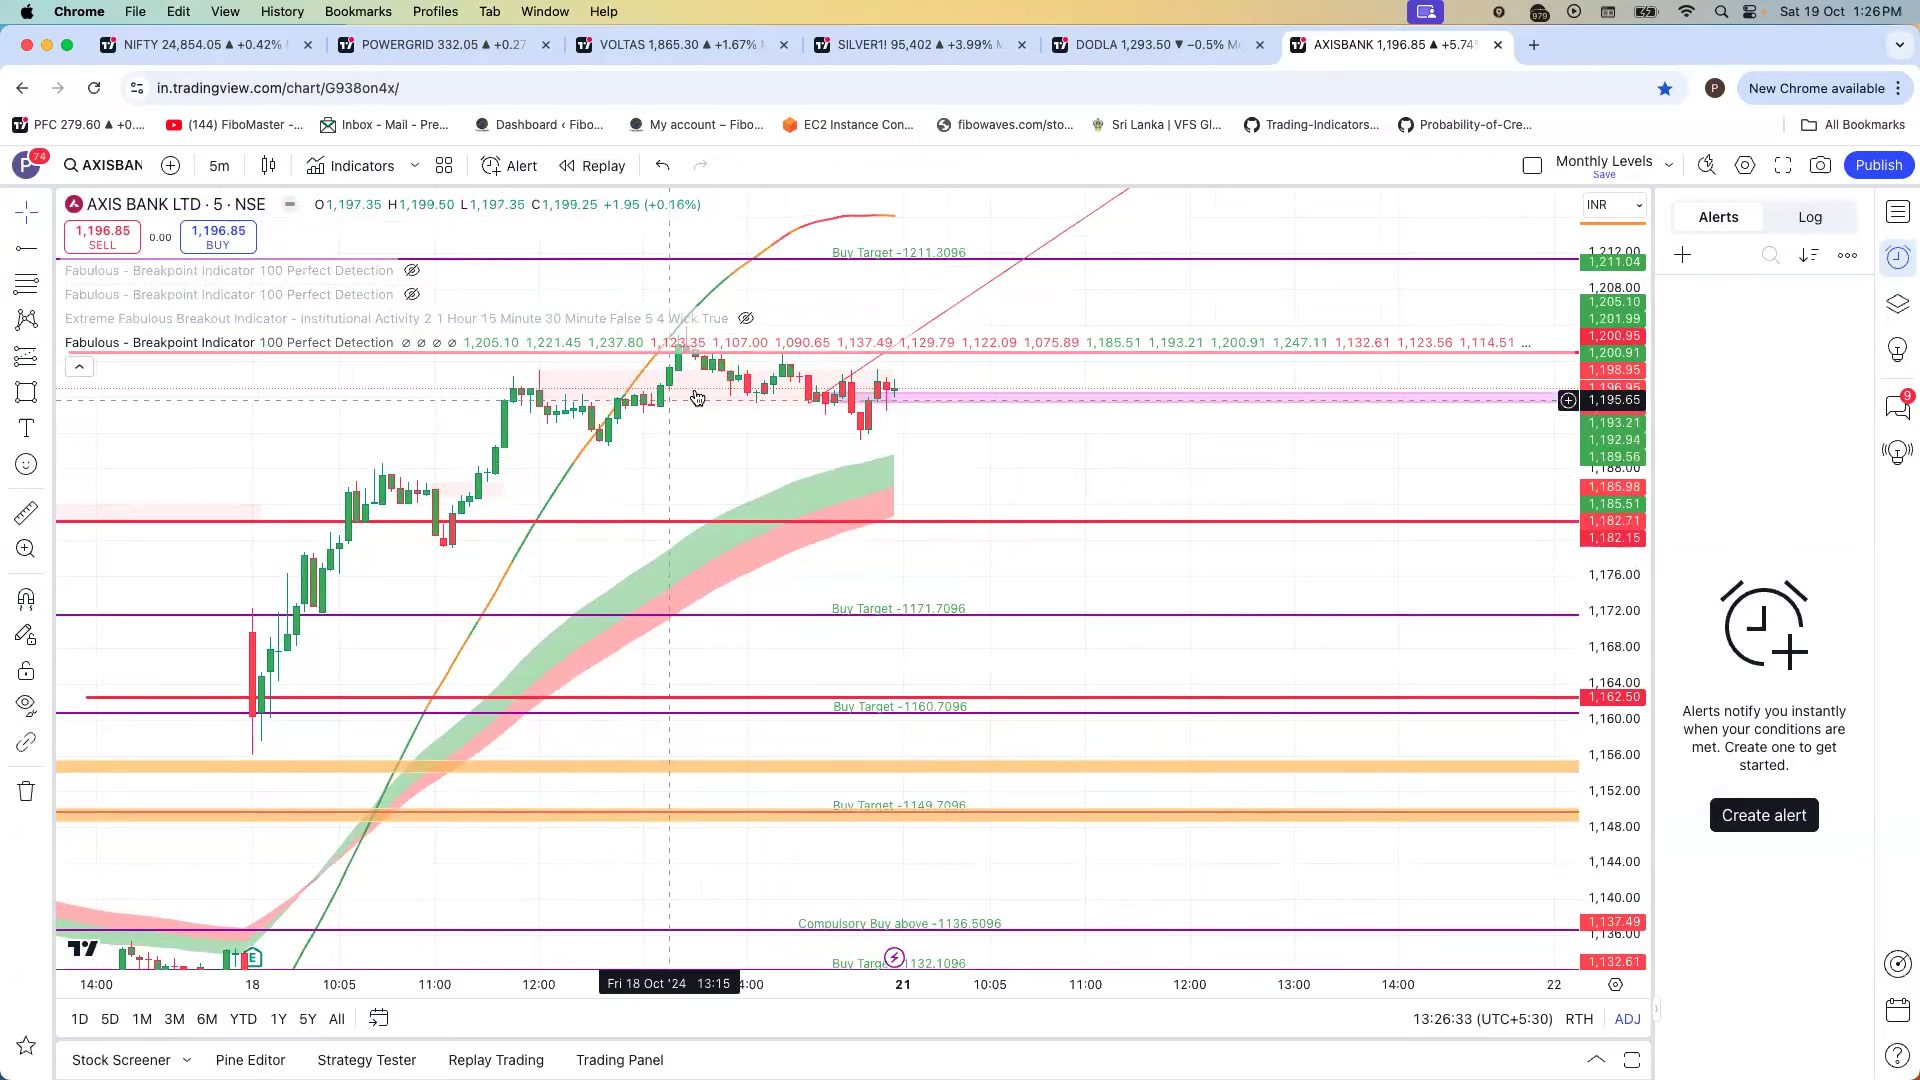 Chrome File Edit View History Bookmarks Profiles Tab Window Help
979
Sat 19 Oct 1:26 PM
NIFTY 24,854.05 ▲ +0.42%
POWERGRID 332.05 ▲ +0.27
VOLTAS 1,865.30 ▲ +1.67%
SILVER1! 95,402 ▲ +3.99% M
DODLA 1,293.50 ▼ −0.5% Mo
AXISBANK 1,196.85 ▲ +5.74%
in.tradingview.com/chart/G938on4x/
P
New Chrome available
PFC 279.60 ▲ +0....
(144) FiboMaster -...
Inbox - Mail - Pre...
Dashboard ‹ Fibo...
My account – Fibo...
EC2 Instance Con...
fibowaves.com/sto...
Sri Lanka | VFS Gl...
Trading-Indicators...
Probability-of-Cre...
All Bookmarks
P 74
AXISBAN
5m
Indicators
Alert
Replay
Monthly Levels
Save
Publish
AXIS BANK LTD · 5 · NSE
O1,197.35 H1,199.50 L1,197.35 C1,199.25 +1.95 (+0.16%)
INR
Alerts
Log
1,196.85
SELL
0.00
1,196.85
BUY
Buy Target -1211.3096
Fabulous - Breakpoint Indicator 100 Perfect Detection
Fabulous - Breakpoint Indicator 100 Perfect Detection
Extreme Fabulous Breakout Indicator - Institutional Activity 2 1 Hour 15 Minute 30 Minute False 5 4 Wick True
Fabulous - Breakpoint Indicator 100 Perfect Detection ∅ ∅ ∅ ∅ 1,205.10 1,221.45 1,237.80 1,123.35 1,107.00 1,090.65 1,137.49 1,129.79 1,122.09 1,075.89 1,185.51 1,193.21 1,200.91 1,247.11 1,132.61 1,123.56 1,114.51 ...
1,212.00
1,211.04
1,208.00
1,205.10
1,201.99
1,200.95
1,200.91
1,198.95
1,195.65
1,193.21
1,192.94
1,189.56
1,188.00
1,185.98
1,185.51
1,182.71
1,182.15
1,176.00
1,172.00
1,168.00
1,164.00
1,162.50
1,160.00
1,156.00
1,152.00
1,148.00
1,144.00
1,140.00
1,137.49
1,136.00
1,132.61
9
Buy Target -1171.7096
Buy Target -1160.7096
Buy Target -1149.7096
Compulsory Buy above -1136.5096
E
Alerts notify you instantly
when your conditions are
met. Create one to get
started.
Create alert
14:00
18
10:05
11:00
12:00
Fri 18 Oct '24 13:15
21
10:05
11:00
12:00
13:00
14:00
22
1D 5D 1M 3M 6M YTD 1Y 5Y All
13:26:33 (UTC+5:30) RTH ADJ
Stock Screener
Pine Editor
Strategy Tester
Replay Trading
Trading Panel